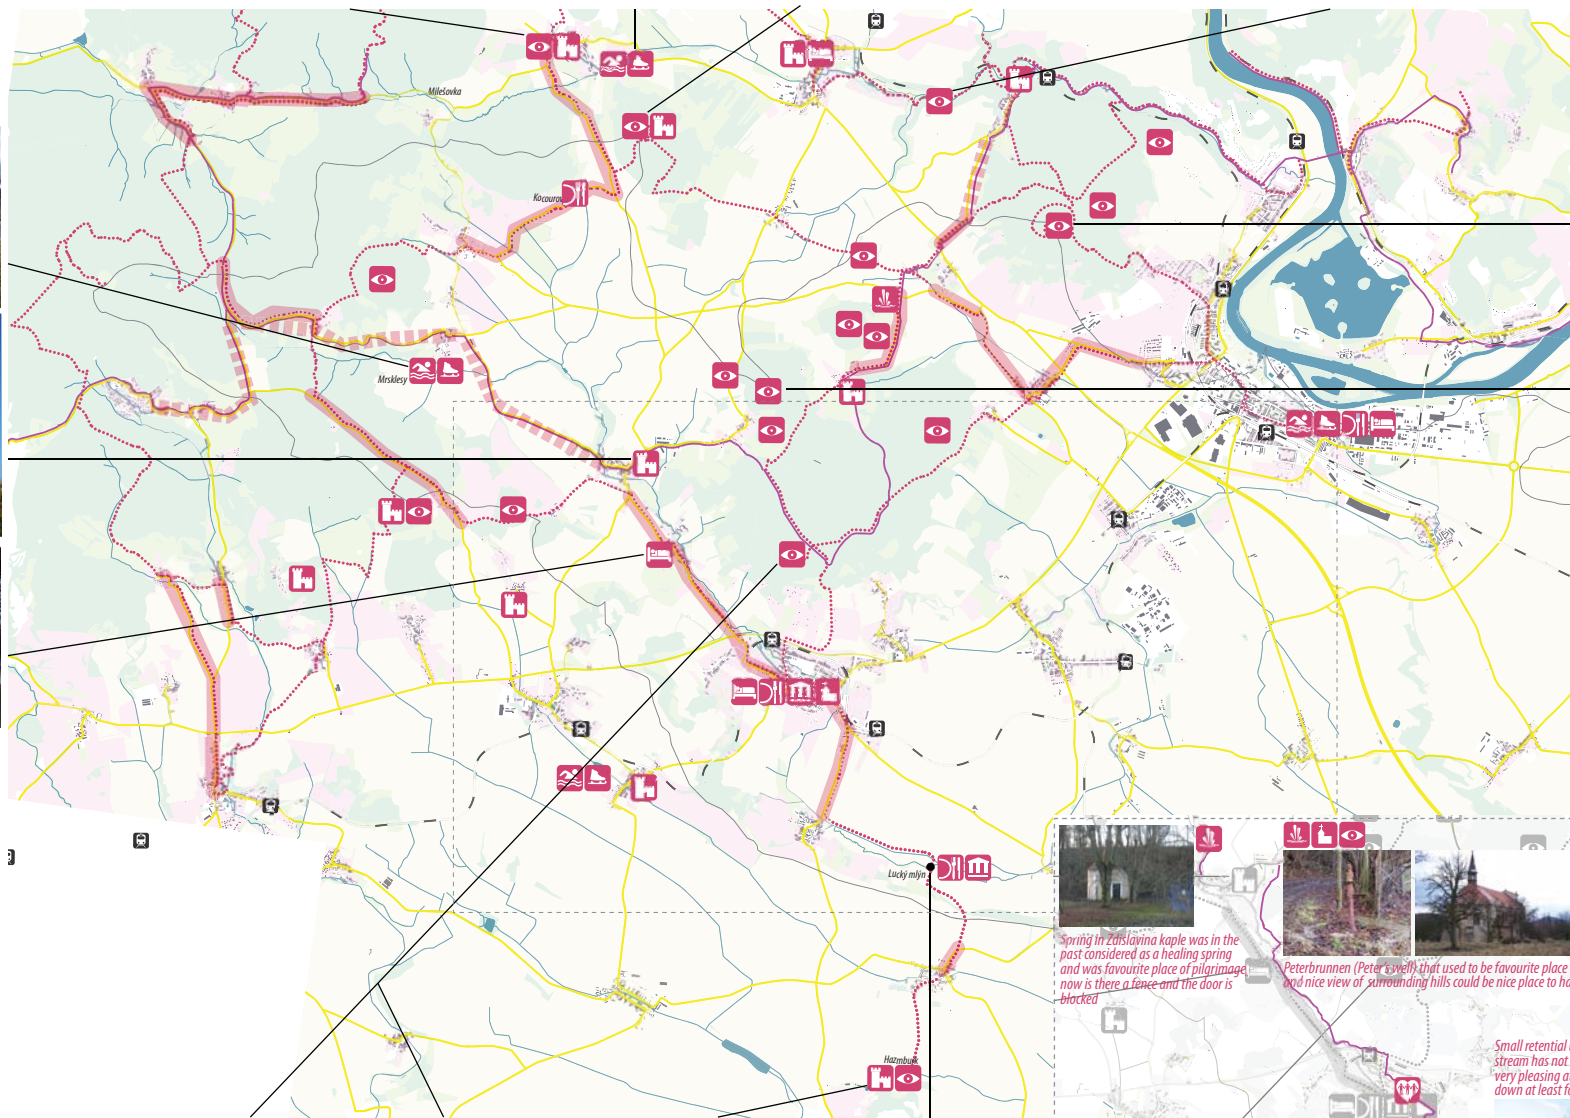 Milešovka
Kocourov
Mrsklesy
Lucký mlýn
Hazmburk
Spring in Zdislavina kaple was in the
past considered as a healing spring
and was favourite place of pilgrimage,
now is there a fence and the door is
blocked
Peterbrunnen (Peter's well) that used to be favourite place
and nice view of surrounding hills could be nice place to ha
Small retential
stream has not
very pleasing a
down at least fo